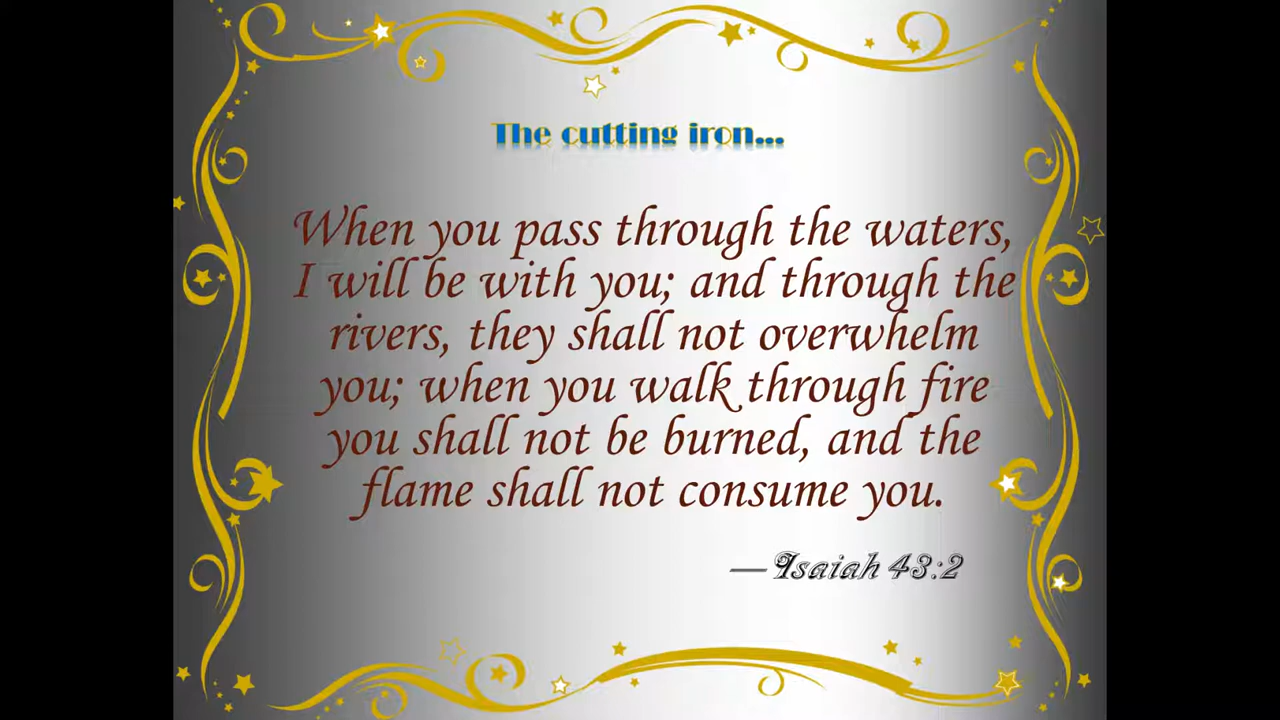 The cutting iron...
When you pass through the waters,
I will be with you; and through the
rivers, they shall not overwhelm
you; when you walk through fire
you shall not be burned, and the
flame shall not consume you.
—Isaiah 43:2